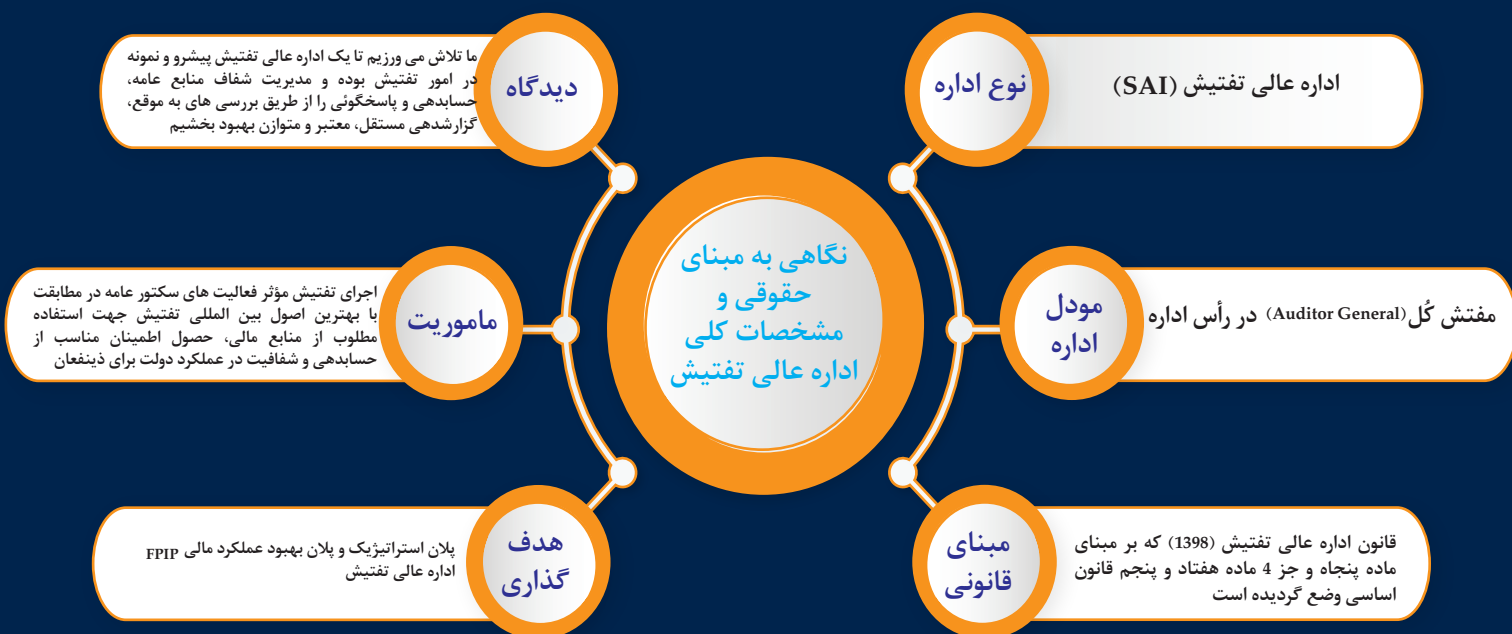 نگاهی به مبنای
حقوقی و
مشخصات کلی
اداره عالی تفتیش
نوع اداره
اداره عالی تفتیش (SAI)
مودل
اداره
مفتش کُل(Auditor General) در رأس اداره
مبنای
قانونی
قانون اداره عالی تفتیش (1398) که بر مبنای
ماده پنجاه و جز 4 ماده هفتاد و پنجم قانون
اساسی وضع گردیده است
دیدگاه
ما تلاش می ورزیم تا یک اداره عالی تفتیش پیشرو و نمونه
در امور تفتیش بوده و مدیریت شفاف منابع عامه،
حسابدهی و پاسخگوئی را از طریق بررسی های به موقع،
گزارشدهی مستقل، معتبر و متوازن بهبود بخشیم
ماموریت
اجرای تفتیش مؤثر فعالیت های سکتور عامه در مطابقت
با بهترین اصول بین المللی تفتیش جهت استفاده
مطلوب از منابع مالی، حصول اطمینان مناسب از
حسابدهی و شفافیت در عملکرد دولت برای ذینفعان
هدف
گذاری
پلان استراتیژیک و پلان بهبود عملکرد مالی FPIP
اداره عالی تفتیش